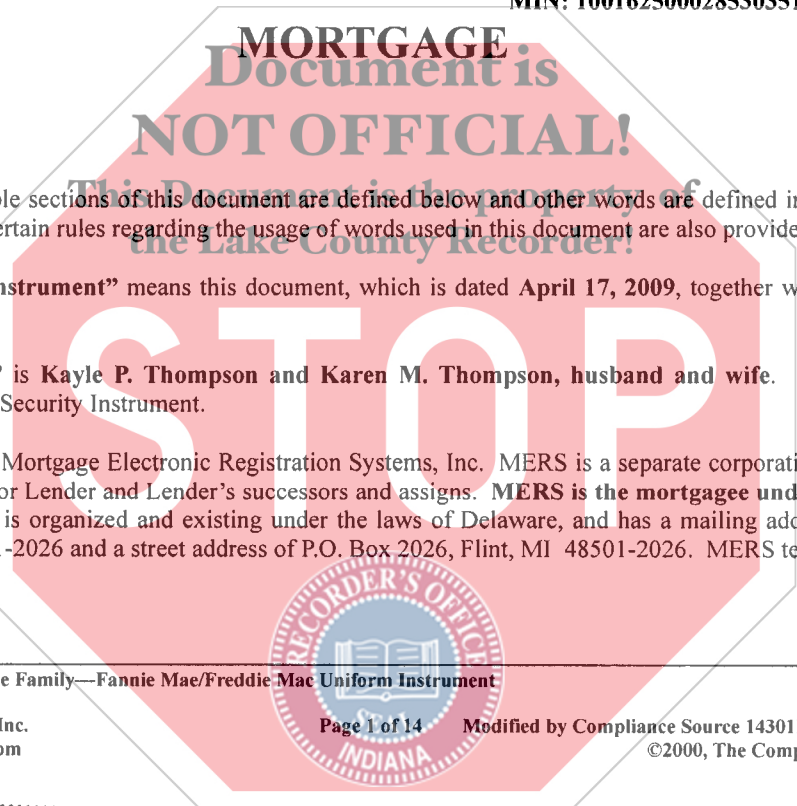 MIN: 100162500028530351
MORTGAGE
Document is
NOT OFFICIAL!
This Document is the property of
the Lake County Recorder!
ole sections of this document are defined below and other words are defined in
ertain rules regarding the usage of words used in this document are also provide
nstrument” means this document, which is dated April 17, 2009, together w
” is Kayle P. Thompson and Karen M. Thompson, husband and wife.
Security Instrument.
Mortgage Electronic Registration Systems, Inc. MERS is a separate corporati
or Lender and Lender’s successors and assigns. MERS is the mortgagee und
is organized and existing under the laws of Delaware, and has a mailing add
-2026 and a street address of P.O. Box 2026, Flint, MI 48501-2026. MERS te
STOP
RECORDER'S OFFICE
SEAL
INDIANA
e Family—Fannie Mae/Freddie Mac Uniform Instrument
Inc. Page 1 of 14 Modified by Compliance Source 14301
om ©2000, The Comp